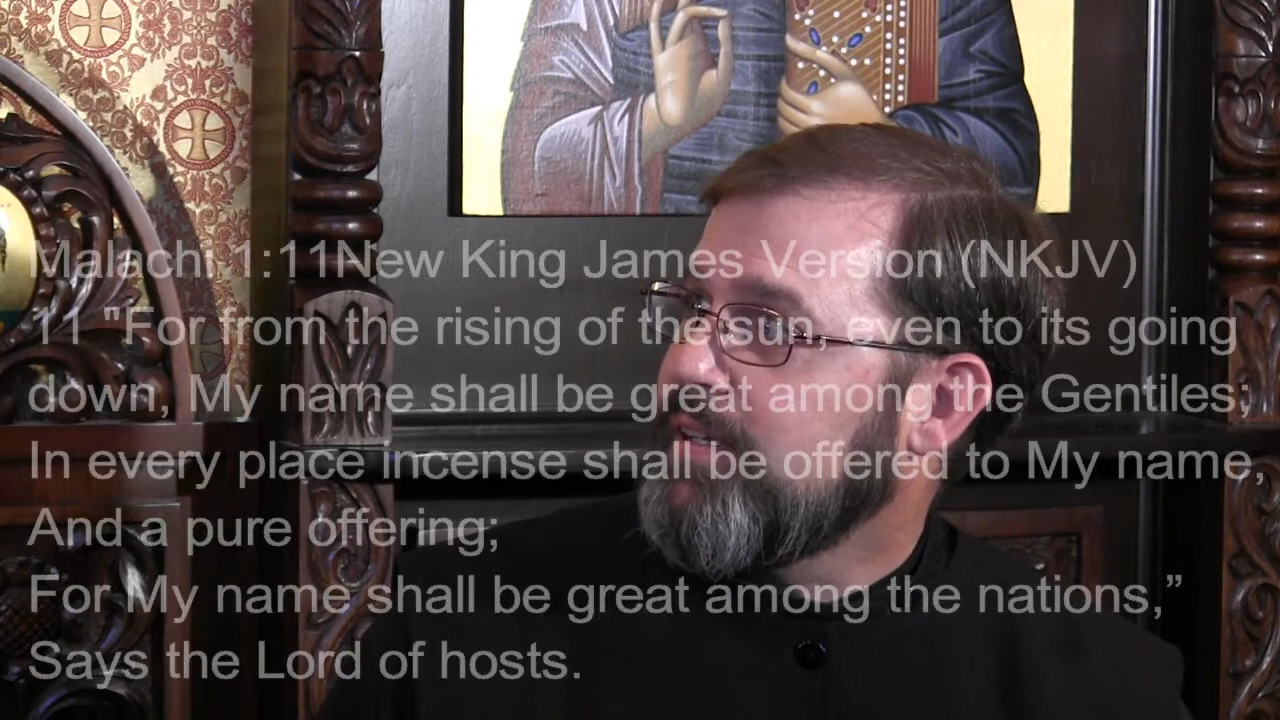 Malachi 1:11New King James Version (NKJV)
11 "For from the rising of the sun, even to its going
down, My name shall be great among the Gentiles;
In every place incense shall be offered to My name,
And a pure offering;
For My name shall be great among the nations,”
Says the Lord of hosts.